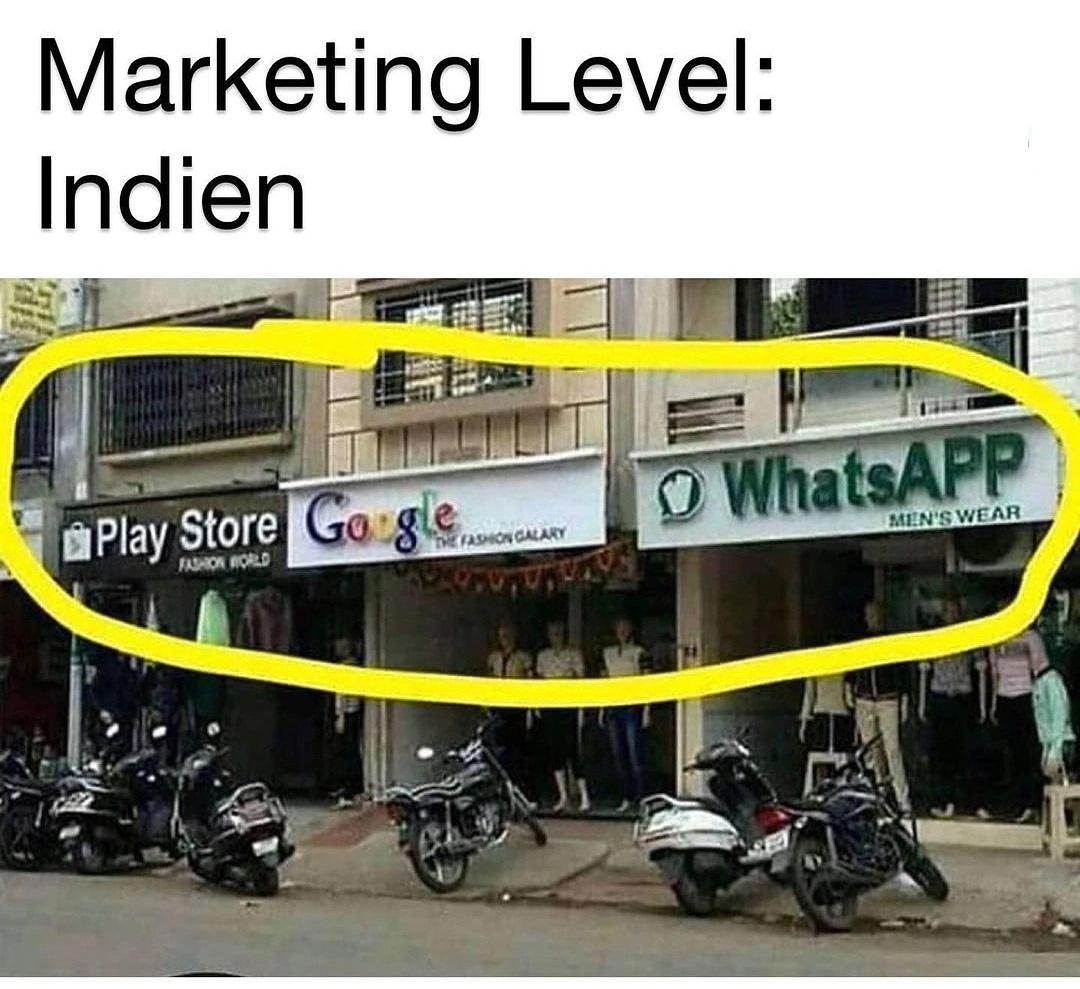 Marketing Level:
Indien
Play Store
FASHION WORLD
Google
THE FASHION GALARY
WhatsAPP
MEN'S WEAR